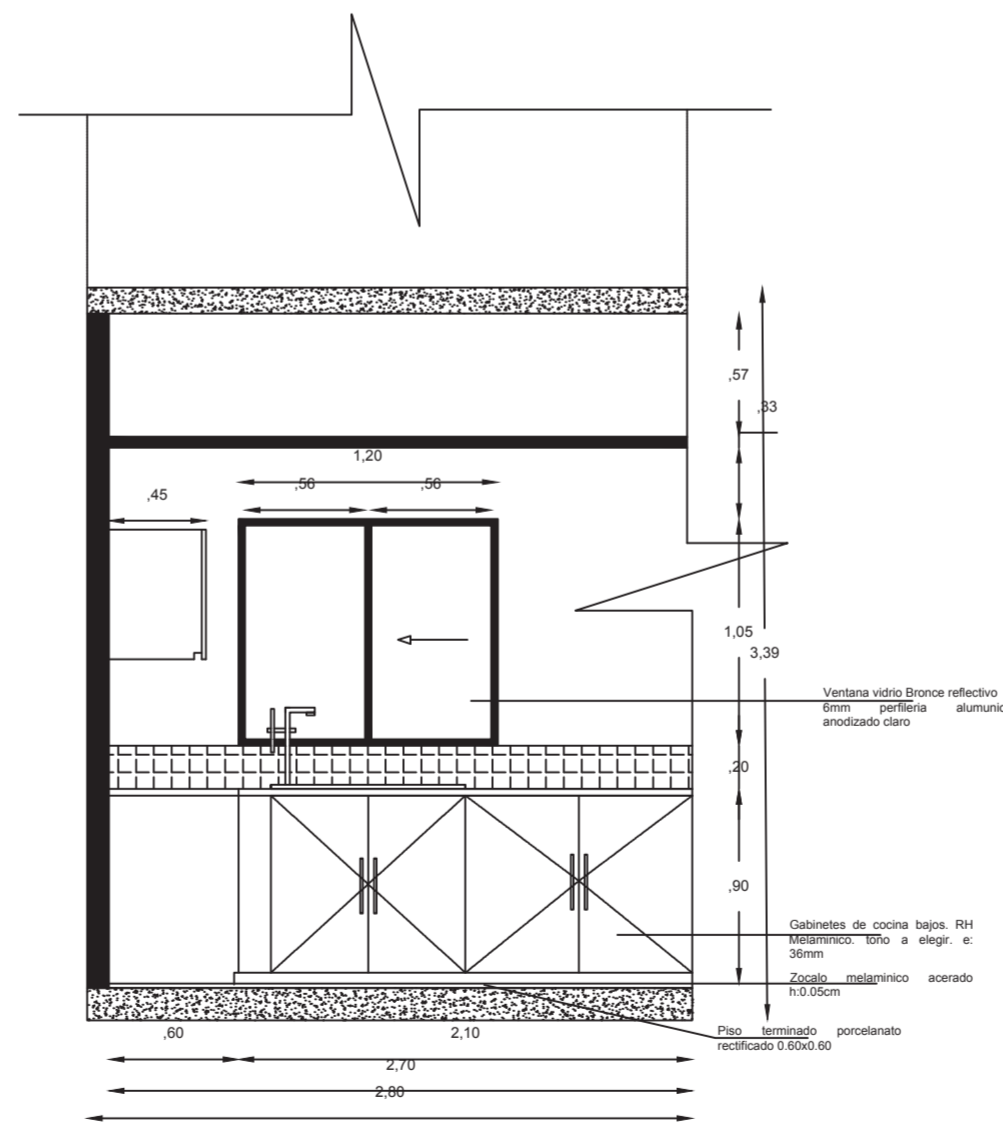 ,57
,33
1,20
,56 ,56
,45
1,05
3,39
Ventana vidrio Bronce reflectivo
6mm perfileria alumunio
anodizado claro
,20
,90
Gabinetes de cocina bajos. RH
Melaminico. tono a elegir. e:
36mm
Zocalo melaminico acerado
h:0.05cm
Piso terminado porcelanato
rectificado 0.60x0.60
,60 2,10
2,70
2,80